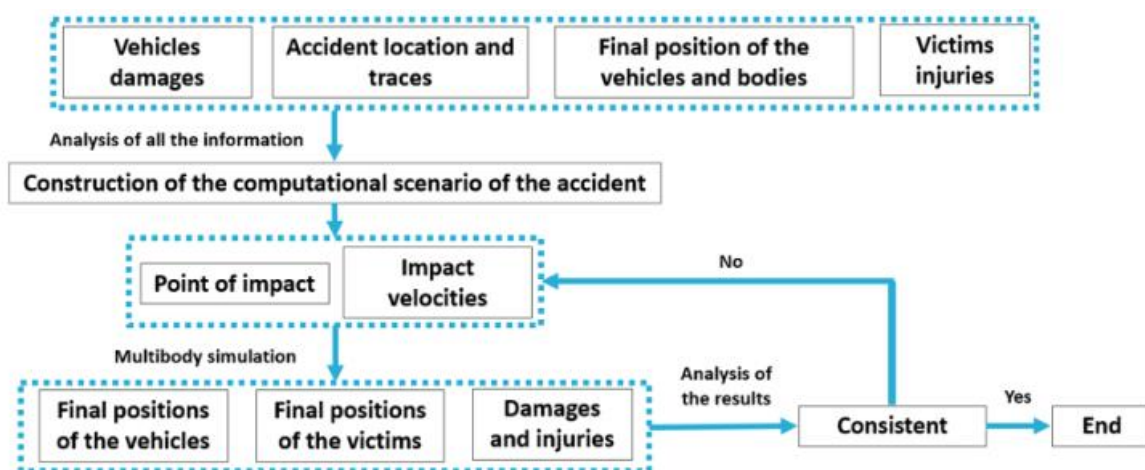 Vehicles
damages
Accident location and
traces
Final position of the
vehicles and bodies
Victims
injuries
Analysis of all the information
Construction of the computational scenario of the accident
Point of impact
Impact
velocities
No
Multibody simulation
Final positions
of the vehicles
Final positions
of the victims
Damages
and injuries
Analysis of
the results
Consistent
Yes
End